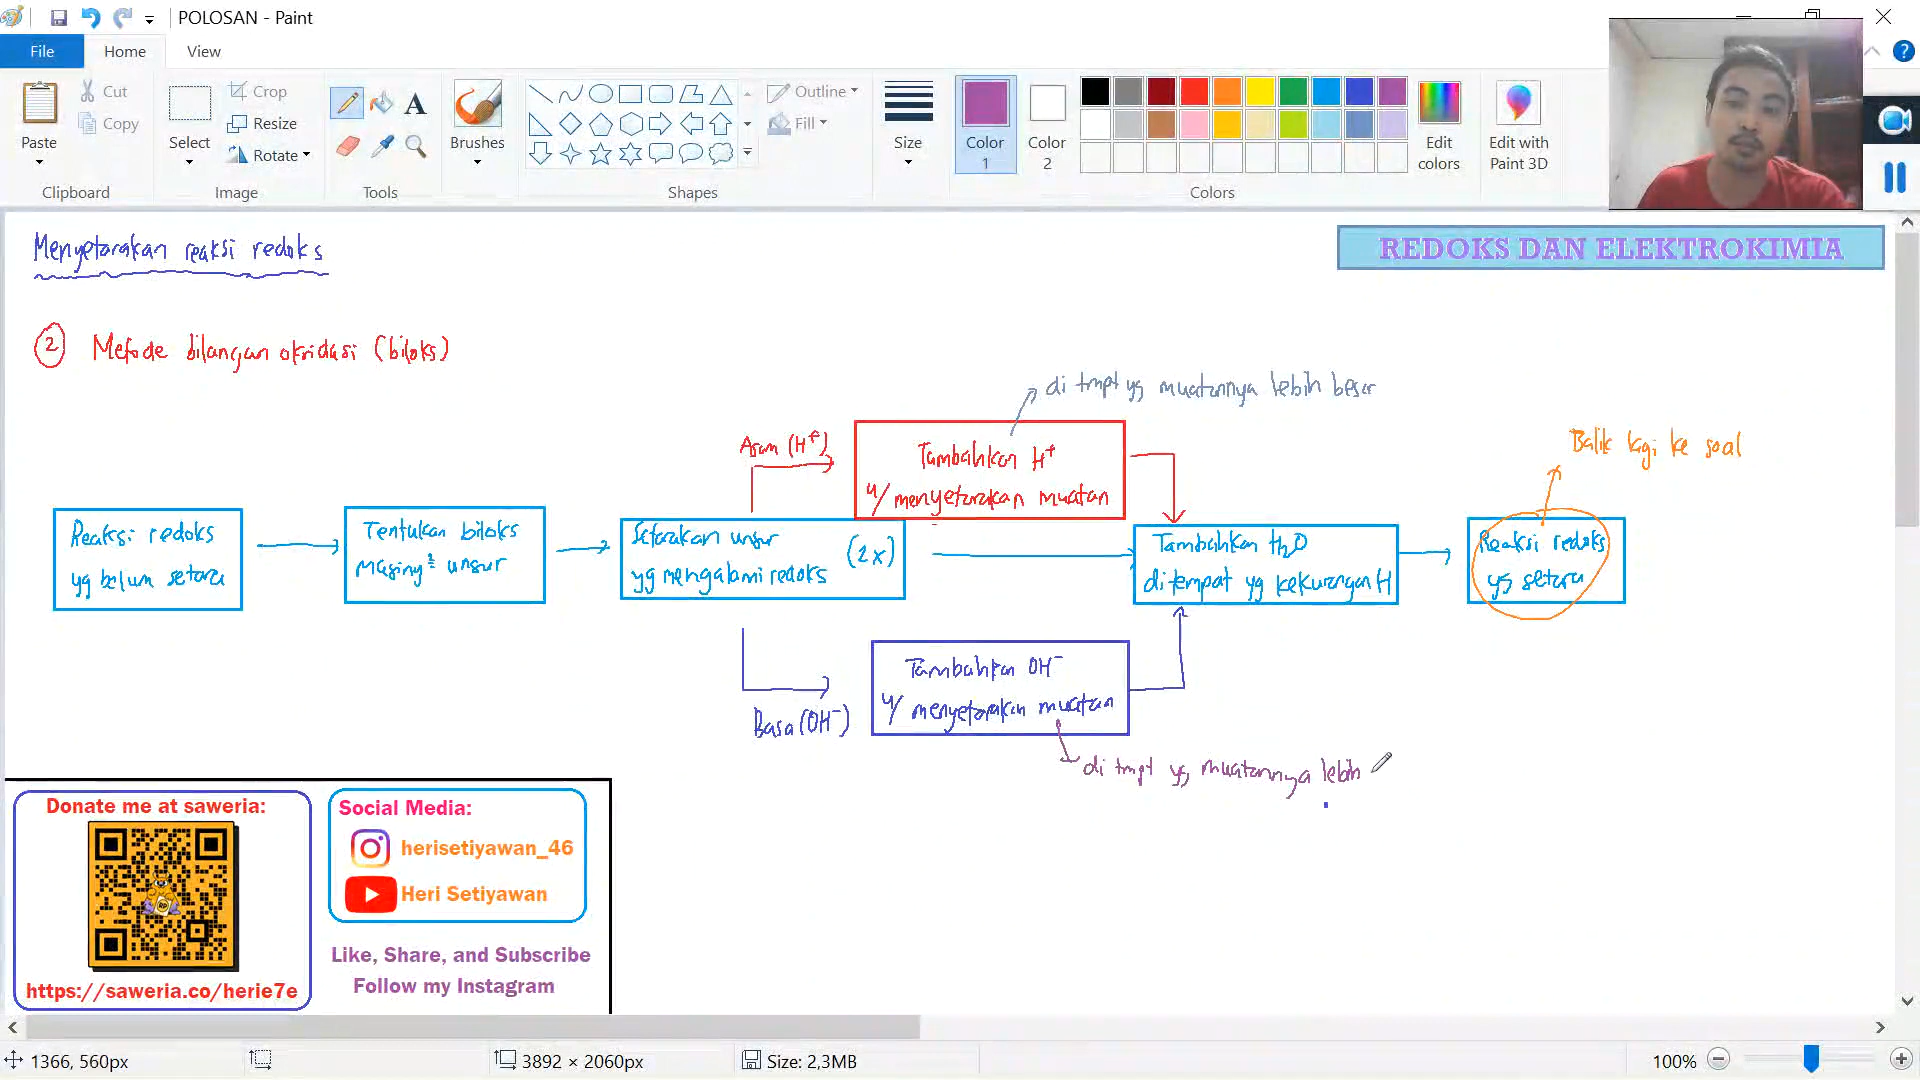 POLOSAN - Paint
File
Home
View
Paste
Cut
Copy
Clipboard
Select
Crop
Resize
Rotate
Image
A
Tools
Brushes
Shapes
Outline
Fill
Size
Color 1
Color 2
Edit colors
Edit with Paint 3D
Colors
Menyetarakan reaksi redoks
REDOKS DAN ELEKTROKIMIA
2 Metode bilangan oksidasi (biloks)
di tmpt yg muatannya lebih besar
Asam (H⁺)
Tambahkan H⁺
u/ menyetarakan muatan
Balik lagi ke soal
Reaksi redoks
yg belum setara
Tentukan biloks
masing² unsur
Setarakan unsur
yg mengalami redoks
(2x)
Tambahkan H₂O
ditempat yg kekurangan H
Reaksi redoks
yg setara
Basa (OH⁻)
Tambahkan OH⁻
u/ menyetarakan muatan
di tmpt yg muatannya lebih
Donate me at saweria:
https://saweria.co/herie7e
Social Media:
herisetiyawan_46
Heri Setiyawan
Like, Share, and Subscribe
Follow my Instagram
1366, 560px
3892 × 2060px
Size: 2,3MB
100%